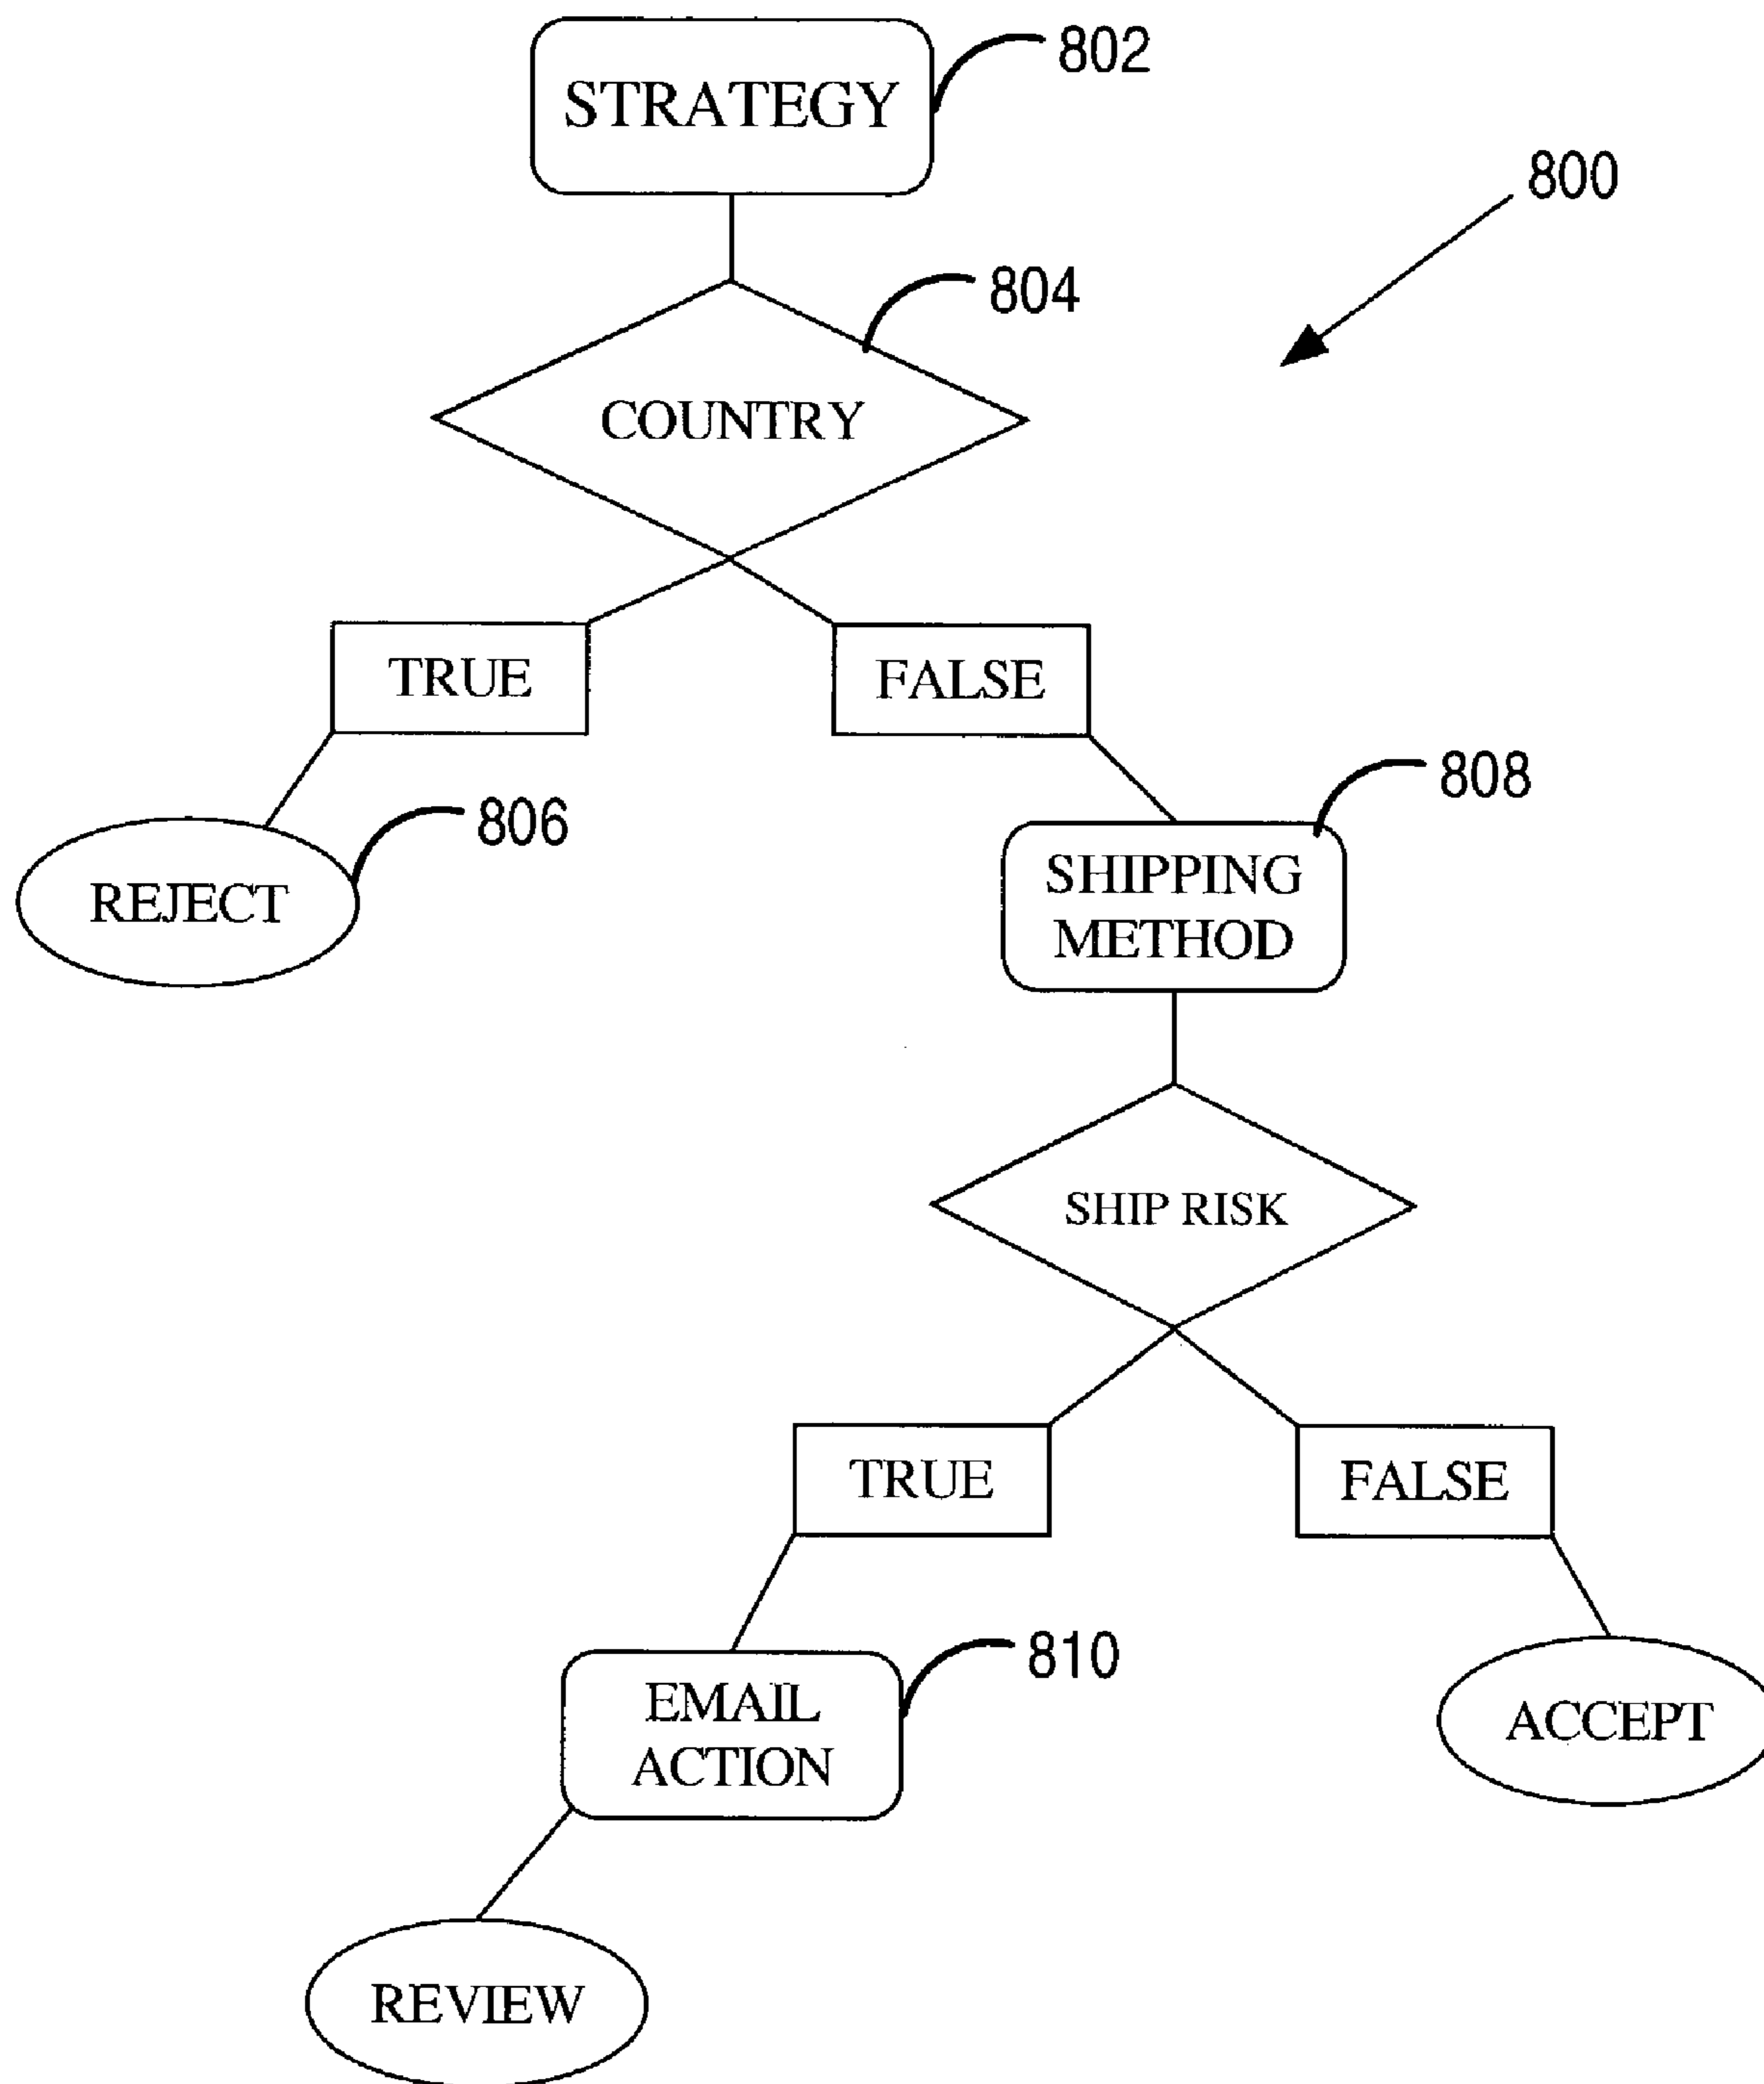 802
STRATEGY
800
804
COUNTRY
TRUE
FALSE
808
806
SHIPPING
METHOD
REJECT
SHIP RISK
TRUE
FALSE
810
EMAIL
ACTION
ACCEPT
REVIEW